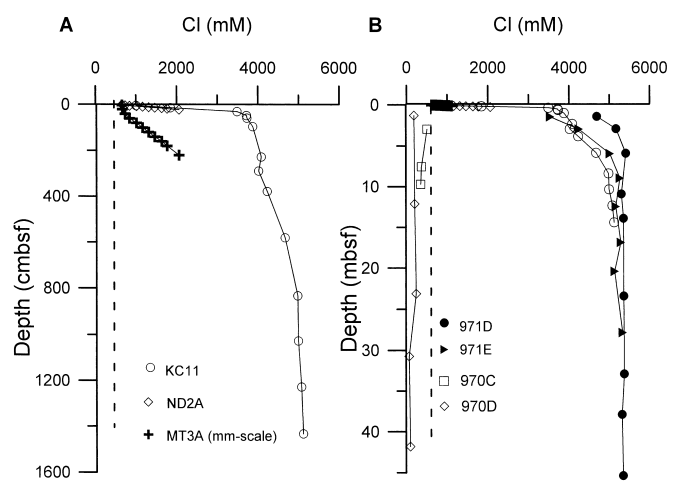 A
Cl (mM)
0 2000 4000 6000
0
400
800
1200
1600
Depth (cmbsf)
KC11
ND2A
MT3A (mm-scale)
B
Cl (mM)
0 2000 4000 6000
0
10
20
30
40
Depth (mbsf)
971D
971E
970C
970D